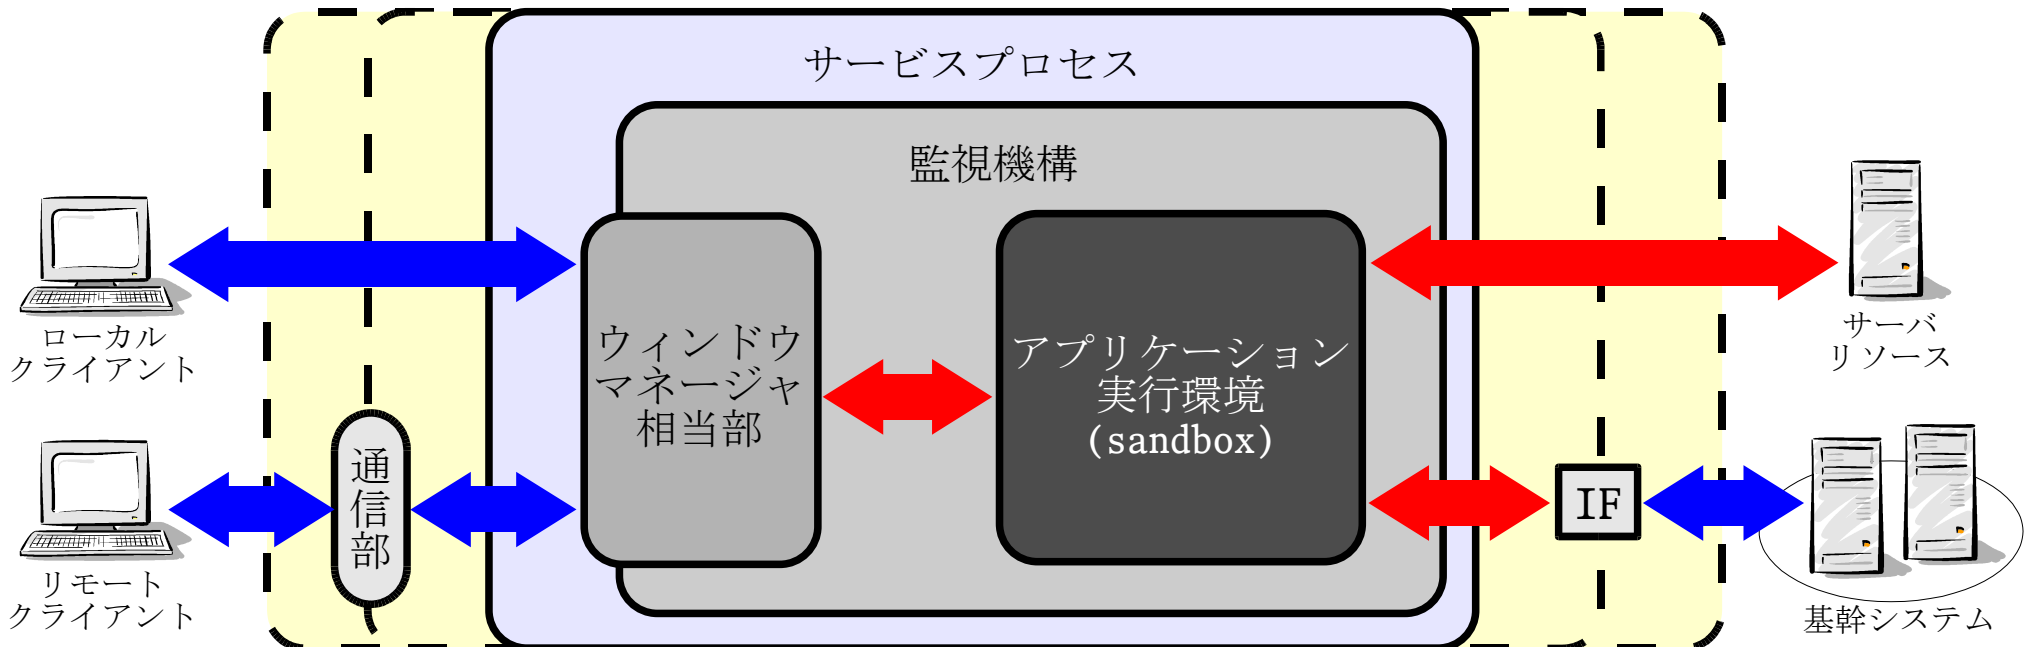 サービスプロセス
監視機構
ローカル
クライアント
ウィンドウ
マネージャ
相当部
アプリケーション
実行環境
(sandbox)
サーバ
リソース
リモート
クライアント
通信部
IF
基幹システム